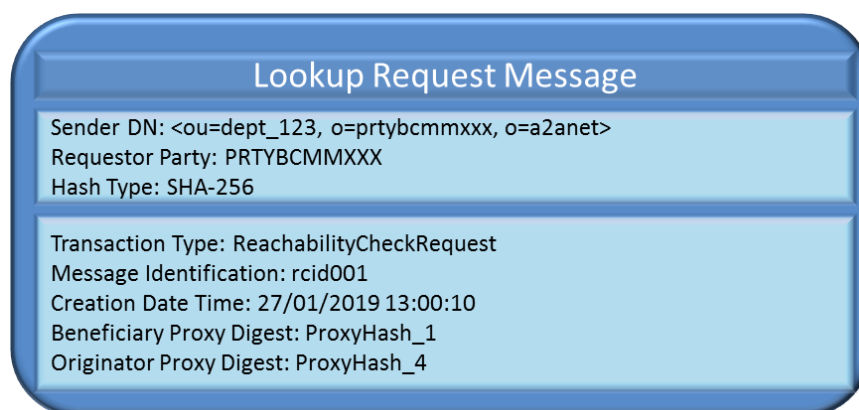 Lookup Request Message
Sender DN: <ou=dept_123, o=prtybcmmxxx, o=a2anet>
Requestor Party: PRTYBCMMXXX
Hash Type: SHA-256
Transaction Type: ReachabilityCheckRequest
Message Identification: rcid001
Creation Date Time: 27/01/2019 13:00:10
Beneficiary Proxy Digest: ProxyHash_1
Originator Proxy Digest: ProxyHash_4